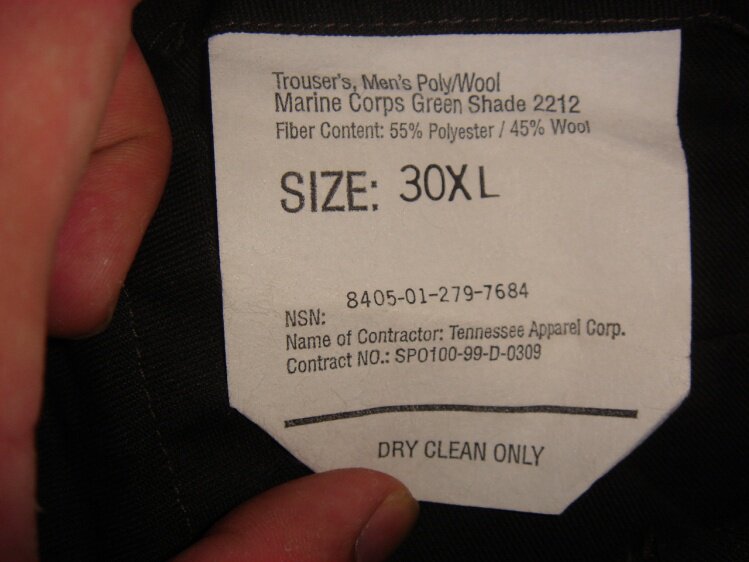 Trouser's, Men's Poly/Wool
Marine Corps Green Shade 2212
Fiber Content: 55% Polyester / 45% Wool
SIZE: 30XL
8405-01-279-7684
NSN:
Name of Contractor: Tennessee Apparel Corp.
Contract NO.: SPO100-99-D-0309
DRY CLEAN ONLY